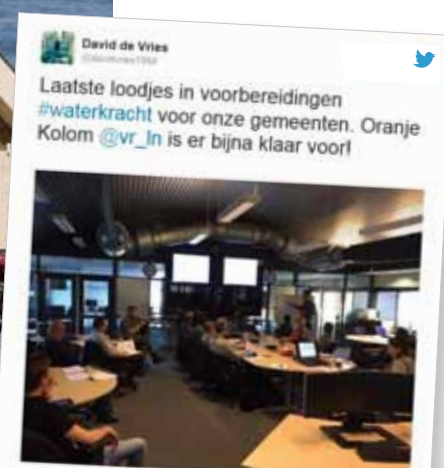 David de Vries
Laatste loodjes in voorbereidingen
#waterkracht voor onze gemeenten. Oranje
Kolom @vr_ln is er bijna klaar voor!